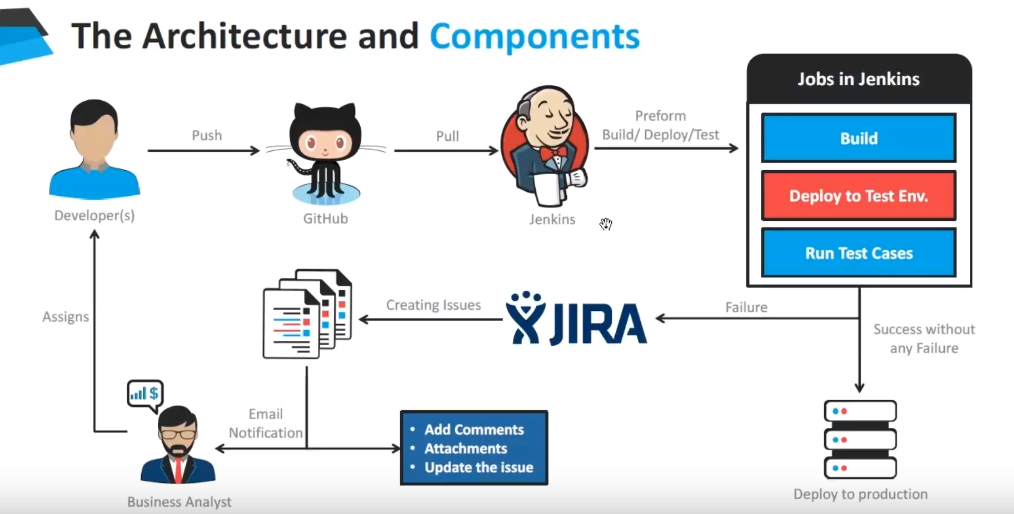 The Architecture and Components
Jobs in Jenkins
Build
Deploy to Test Env.
Run Test Cases
Push
Pull
Preform
Build/ Deploy/Test
Developer(s)
GitHub
Jenkins
Assigns
Creating Issues
JIRA
Failure
Success without
any Failure
$
Email
Notification
• Add Comments
• Attachments
• Update the issue
Business Analyst
Deploy to production